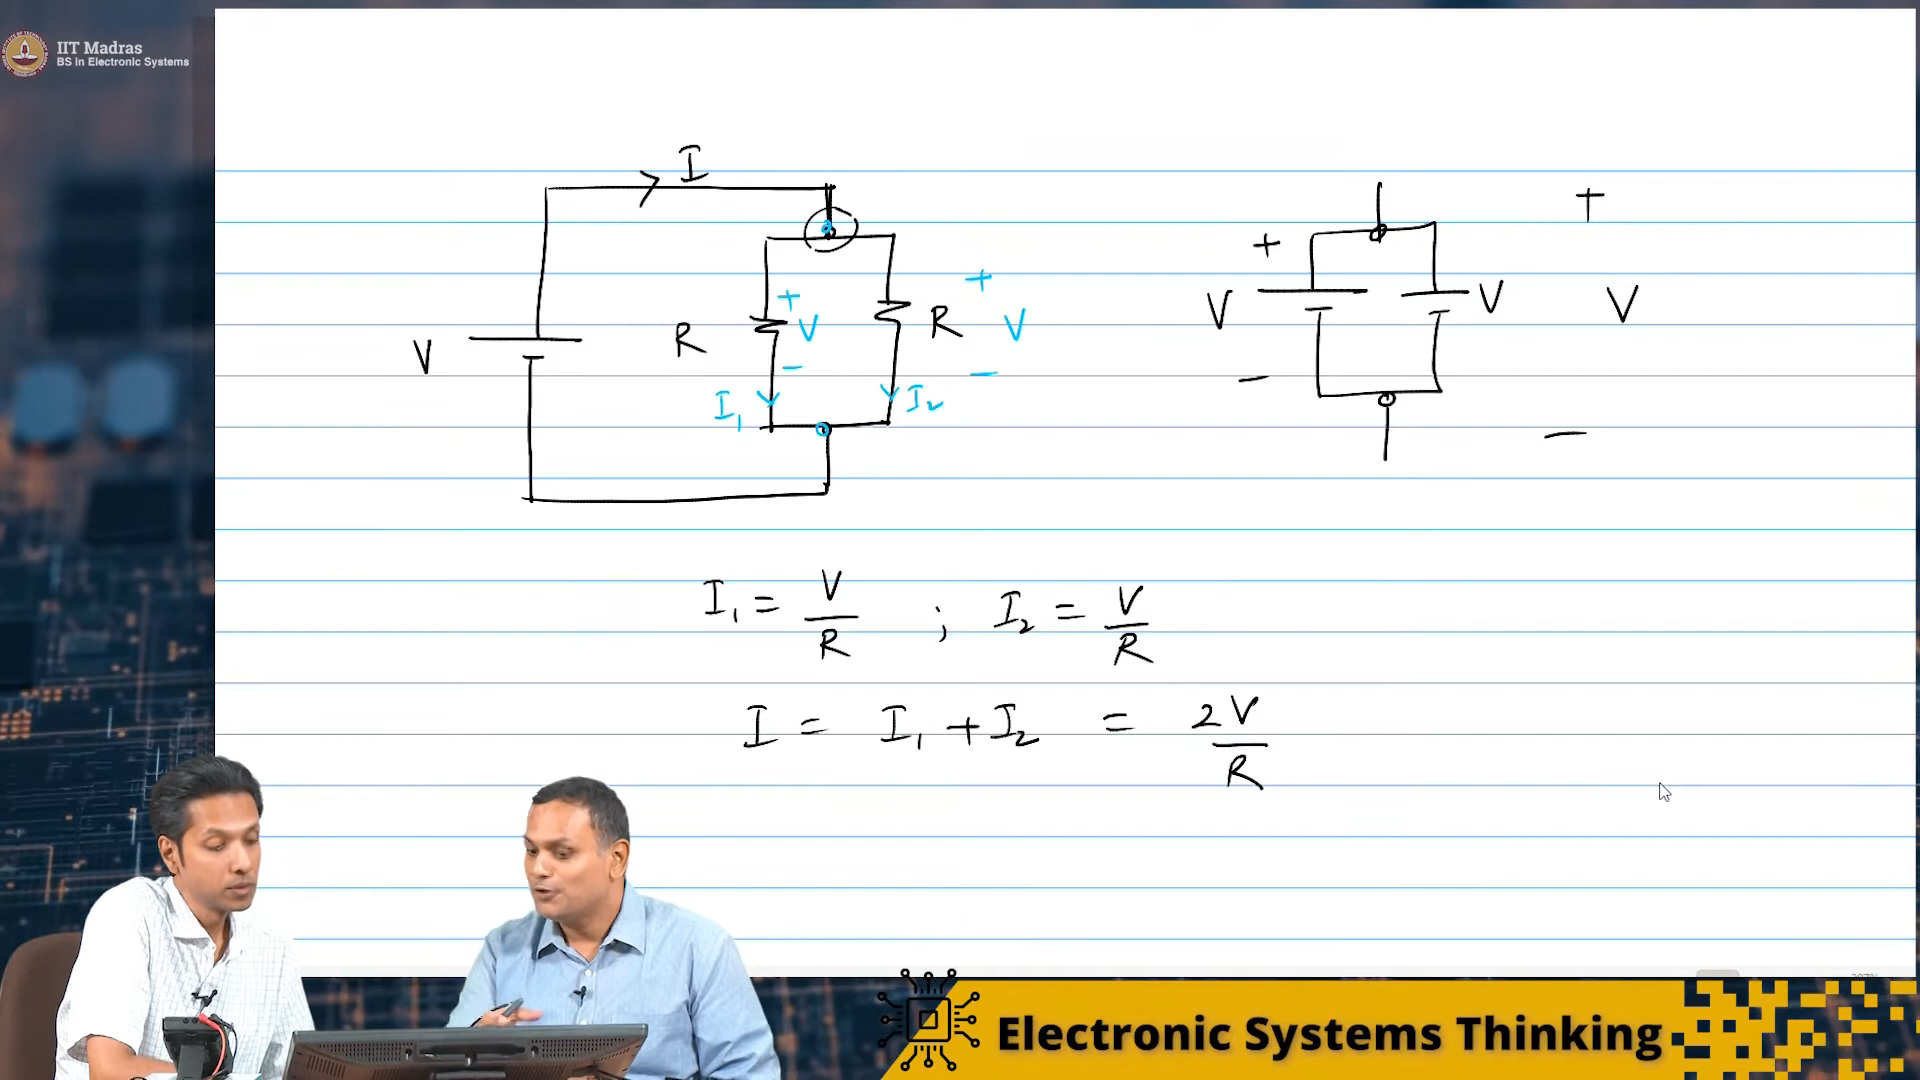 IIT Madras
BS in Electronic Systems
I
+
+
+
V
V
V
+
V
R
R
V
V
-
-
-
-
V
I₁
I₂
I₁ = V/R ; I₂ = V/R
I = I₁ + I₂ = 2V/R
Electronic Systems Thinking